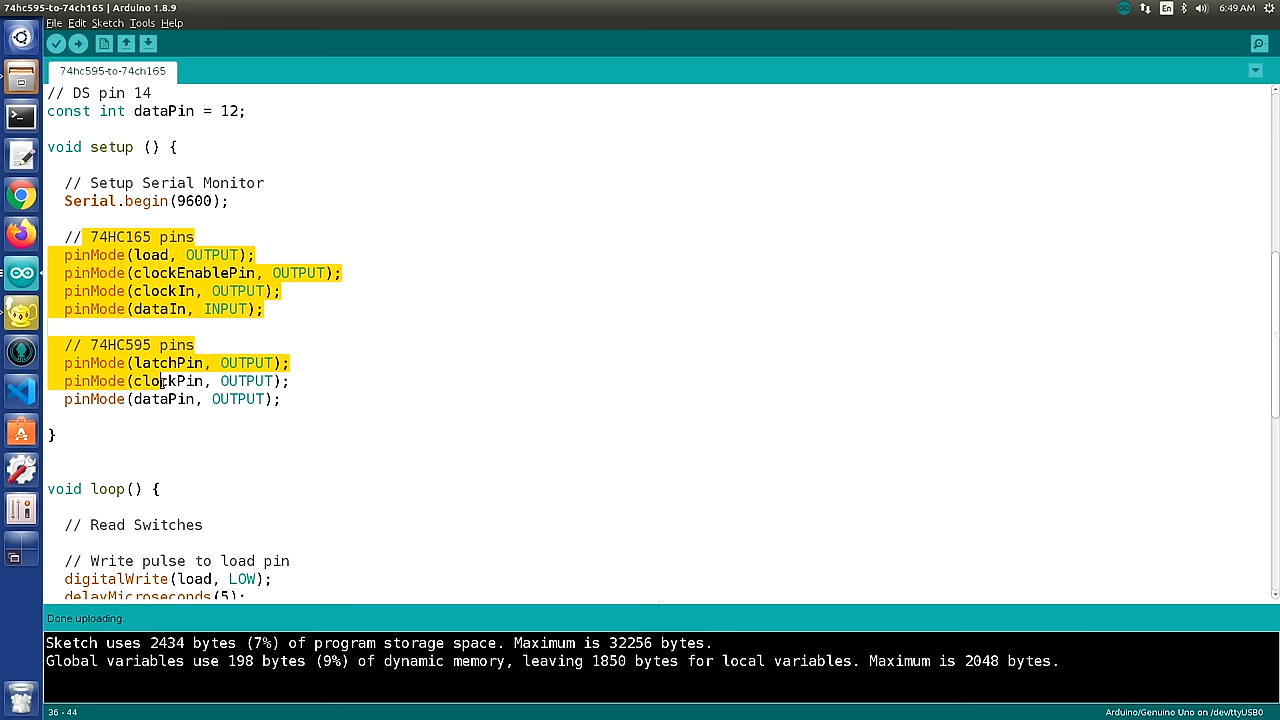 74hc595-to-74ch165 | Arduino 1.8.9
En
6:49 AM
File Edit Sketch Tools Help
74hc595-to-74ch165
// DS pin 14
const int dataPin = 12;
void setup () {
// Setup Serial Monitor
Serial.begin(9600);
// 74HC165 pins
pinMode(load, OUTPUT);
pinMode(clockEnablePin, OUTPUT);
pinMode(clockIn, OUTPUT);
pinMode(dataIn, INPUT);
// 74HC595 pins
pinMode(latchPin, OUTPUT);
pinMode(clockPin, OUTPUT);
pinMode(dataPin, OUTPUT);
}
void loop() {
// Read Switches
// Write pulse to load pin
digitalWrite(load, LOW);
delayMicroseconds(5);
Done uploading.
Sketch uses 2434 bytes (7%) of program storage space. Maximum is 32256 bytes.
Global variables use 198 bytes (9%) of dynamic memory, leaving 1850 bytes for local variables. Maximum is 2048 bytes.
36 - 44
Arduino/Genuino Uno on /dev/ttyUSB0